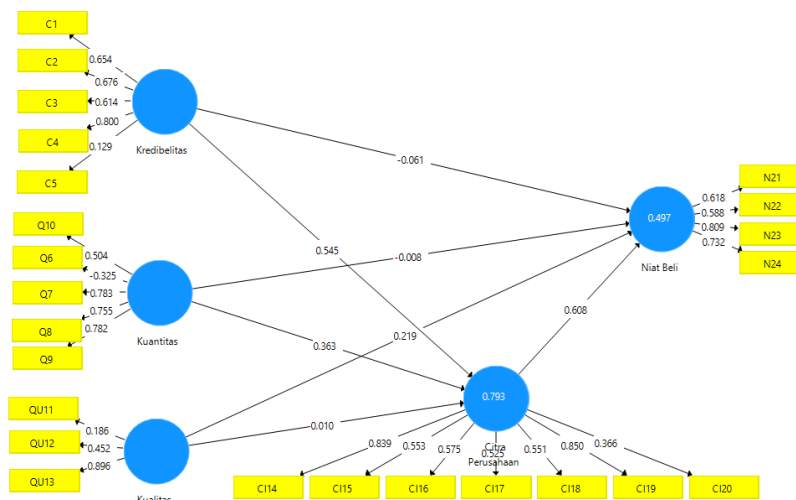 C1
C2
C3
C4
C5
0.654
0.676
0.614
0.800
0.129
Kredibelitas
Q10
Q6
Q7
Q8
Q9
0.504
-0.325
0.783
0.755
0.782
Kuantitas
QU11
QU12
QU13
0.186
0.452
0.896
Kualitas
-0.061
0.545
-0.008
0.363
0.219
0.010
0.608
0.497
Niat Beli
0.618
0.588
0.809
0.732
N21
N22
N23
N24
0.793
Citra
Perusahaan
0.839
0.553
0.575
0.525
0.551
0.850
0.366
CI14
CI15
CI16
CI17
CI18
CI19
CI20